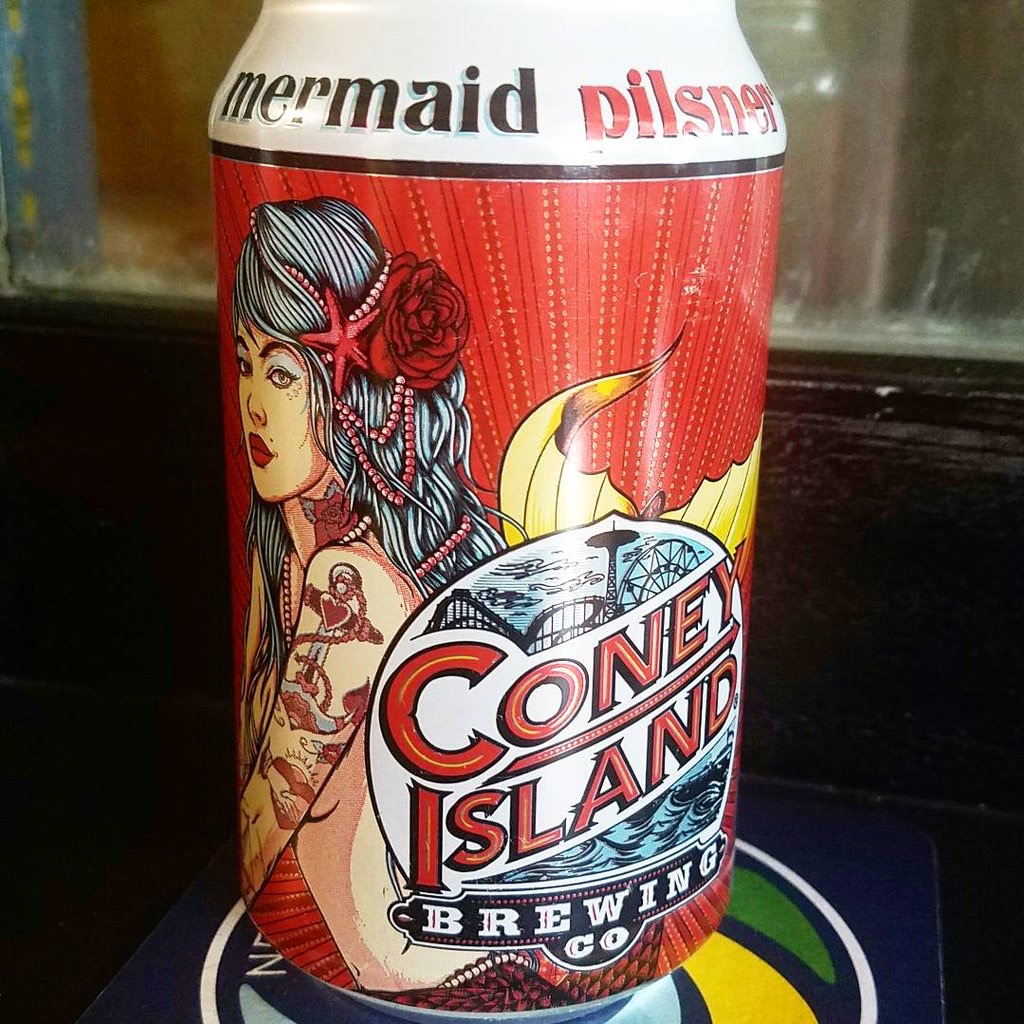 mermaid pilsner
CONEY
ISLAND
BREWING
CO